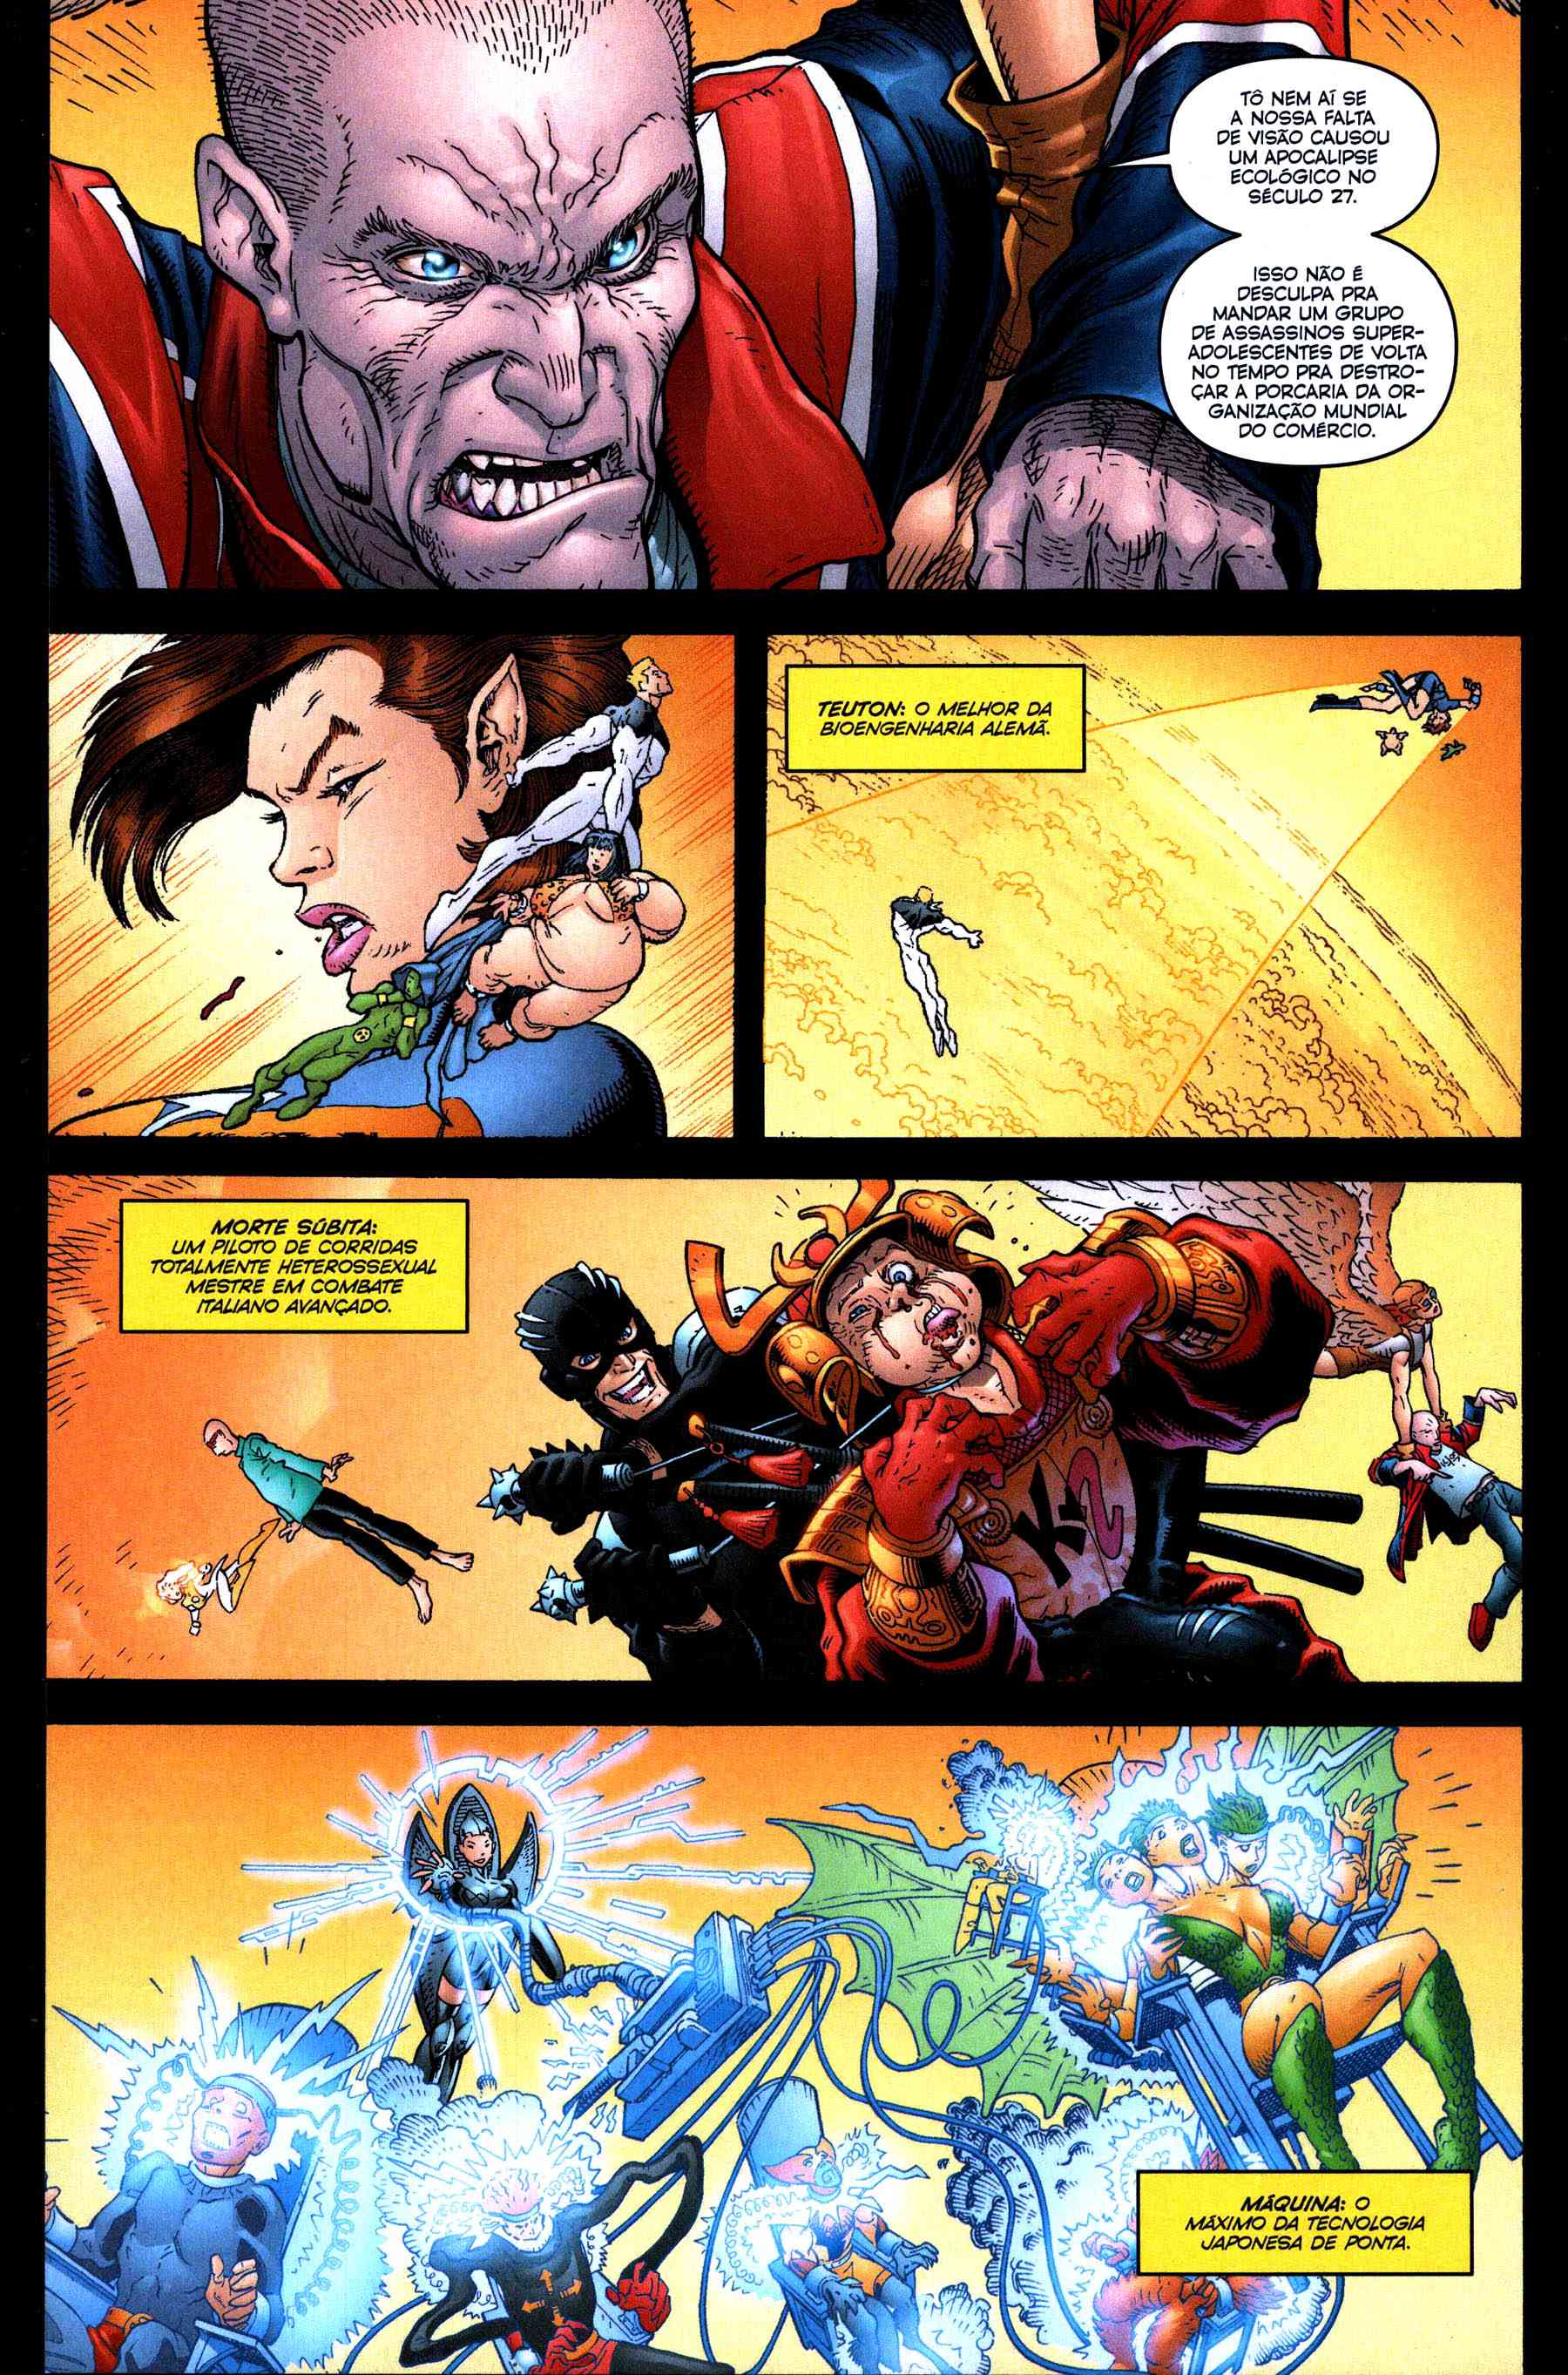 TÔ NEM AÍ SE
A NOSSA FALTA
DE VISÃO CAUSOU
UM APOCALIPSE
ECOLÓGICO NO
SÉCULO 27.
ISSO NÃO É
DESCULPA PRA
MANDAR UM GRUPO
DE ASSASSINOS SUPER-
ADOLESCENTES DE VOLTA
NO TEMPO PRA DESTRO-
ÇAR A PORCARIA DA OR-
GANIZAÇÃO MUNDIAL
DO COMÉRCIO.
TEUTON: O MELHOR DA
BIOENGENHARIA ALEMÃ.
MORTE SÚBITA:
UM PILOTO DE CORRIDAS
TOTALMENTE HETEROSSEXUAL
MESTRE EM COMBATE
ITALIANO AVANÇADO.
K-2
MÁQUINA: O
MÁXIMO DA TECNOLOGIA
JAPONESA DE PONTA.